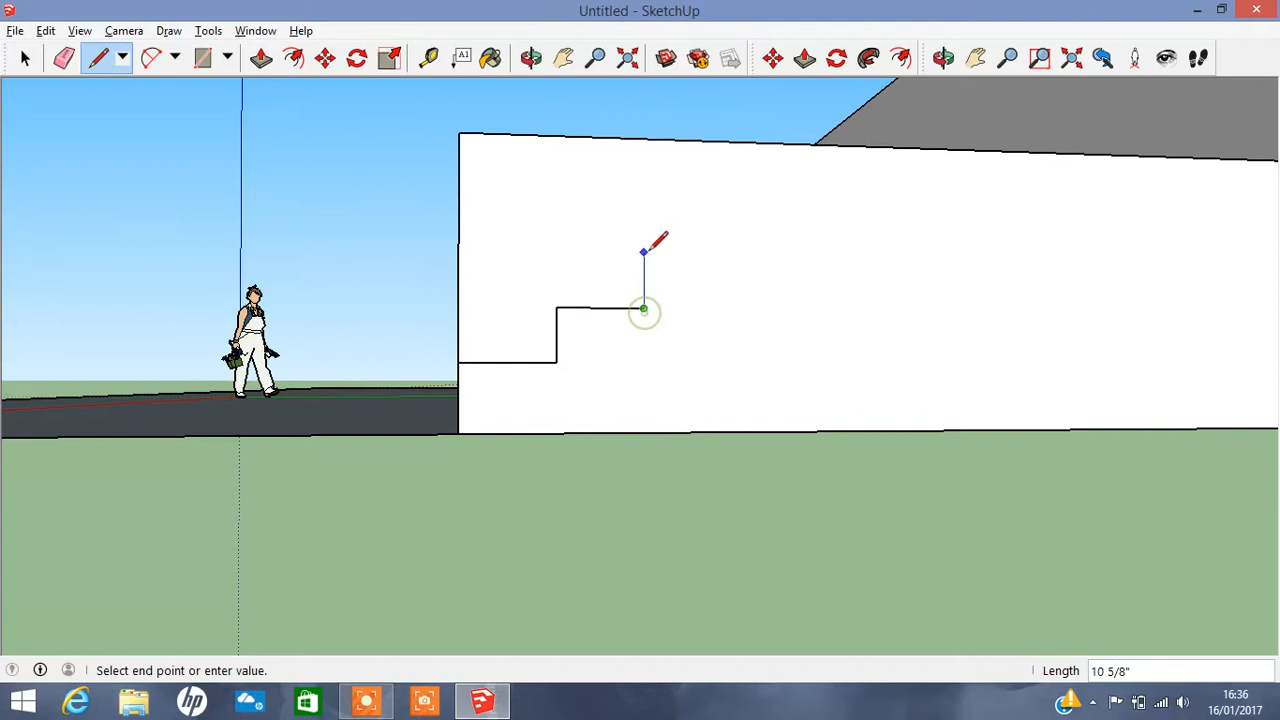 Untitled - SketchUp
File Edit View Camera Draw Tools Window Help
A1
Select end point or enter value.
Length 10 5/8"
16:36
16/01/2017